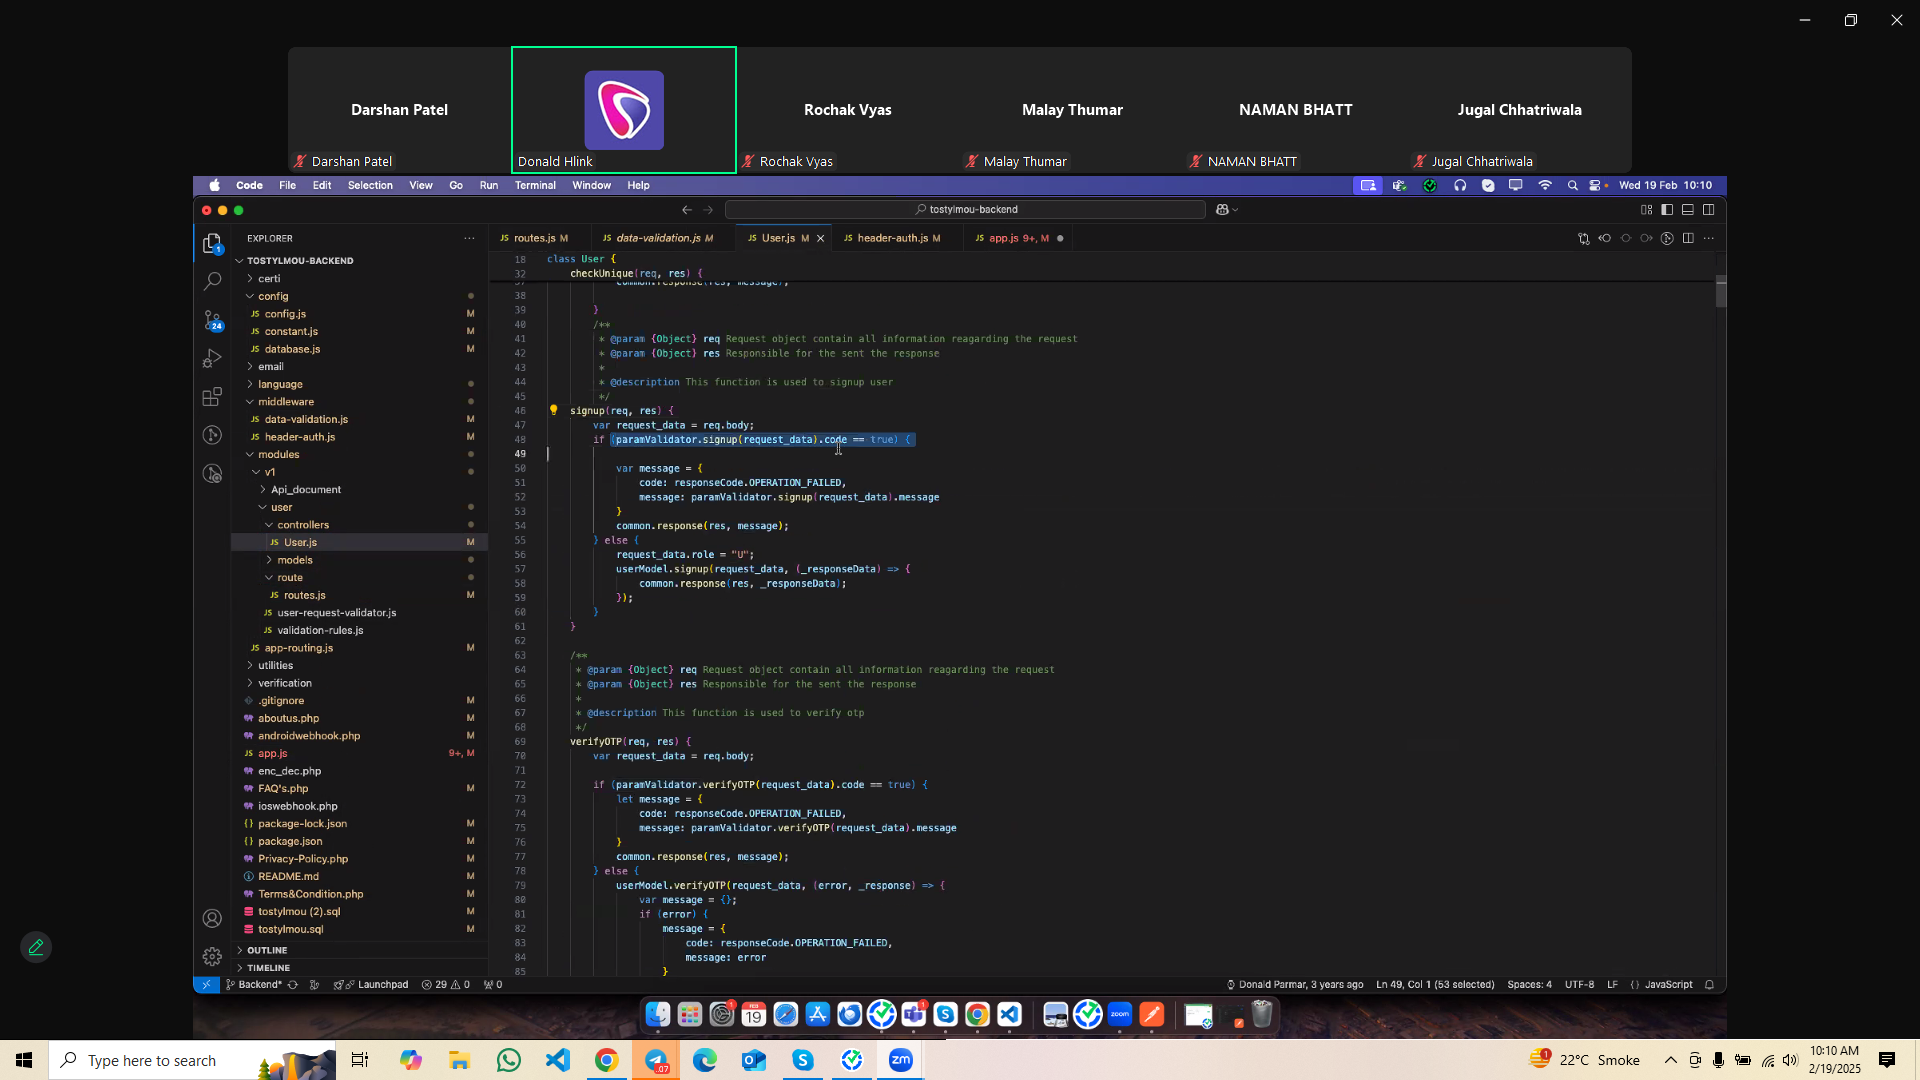 Darshan Patel
Rochak Vyas
Malay Thumar
NAMAN BHATT
Jugal Chhatriwala
Darshan Patel
Donald Hlink
Rochak Vyas
Malay Thumar
NAMAN BHATT
Jugal Chhatriwala
Code File Edit Selection View Go Run Terminal Window Help
Wed 19 Feb 10:10
tostylmou-backend
EXPLORER
routes.js M
data-validation.js M
User.js M
header-auth.js M
app.js 9+, M
TOSTYLMOU-BACKEND
certi
config
config.js M
constant.js M
database.js M
email
language
middleware
data-validation.js M
header-auth.js M
modules
v1
Api_document
user
controllers
User.js M
models
route
routes.js M
user-request-validator.js
validation-rules.js
app-routing.js M
utilities
verification
.gitignore M
aboutus.php M
androidwebhook.php M
app.js 9+, M
enc_dec.php
FAQ's.php M
ioswebhook.php
package-lock.json M
package.json M
Privacy-Policy.php M
README.md M
Terms&Condition.php M
tostylmou (2).sql M
tostylmou.sql M
OUTLINE
TIMELINE
18 class User {
32 checkUnique(req, res) {
37 common.response(res, message);
38
39 }
40 /**
41 * @param {Object} req Request object contain all information reagarding the request
42 * @param {Object} res Responsible for the sent the response
43 *
44 * @description This function is used to signup user
45 */
46 signup(req, res) {
47 var request_data = req.body;
48 if (paramValidator.signup(request_data).code == true) {
49
50 var message = {
51 code: responseCode.OPERATION_FAILED,
52 message: paramValidator.signup(request_data).message
53 }
54 common.response(res, message);
55 } else {
56 request_data.role = "U";
57 userModel.signup(request_data, (_responseData) => {
58 common.response(res, _responseData);
59 });
60 }
61 }
62
63 /**
64 * @param {Object} req Request object contain all information reagarding the request
65 * @param {Object} res Responsible for the sent the response
66 *
67 * @description This function is used to verify otp
68 */
69 verifyOTP(req, res) {
70 var request_data = req.body;
71
72 if (paramValidator.verifyOTP(request_data).code == true) {
73 let message = {
74 code: responseCode.OPERATION_FAILED,
75 message: paramValidator.verifyOTP(request_data).message
76 }
77 common.response(res, message);
78 } else {
79 userModel.verifyOTP(request_data, (error, _response) => {
80 var message = {};
81 if (error) {
82 message = {
83 code: responseCode.OPERATION_FAILED,
84 message: error
85 }
1
24
Backend* Launchpad 29 0 0
Donald Parmar, 3 years ago Ln 49, Col 1 (53 selected) Spaces: 4 UTF-8 LF {} JavaScript
FEB
19
zoom
Type here to search
.07
zm
1
22°C Smoke
10:10 AM
2/19/2025